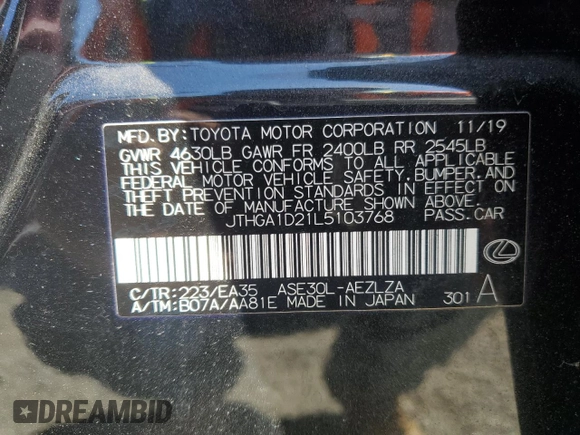 MFD.BY:TOYOTA MOTOR CORPORATION 11/19
GVWR 4630LB GAWR FR 2400LB RR 2545LB
THIS VEHICLE CONFORMS TO ALL APPLICABLE
FEDERAL MOTOR VEHICLE SAFETY,BUMPER,AND
THEFT PREVENTION STANDARDS IN EFFECT ON
THE DATE OF MANUFACTURE SHOWN ABOVE.
JTHGA1D21L5103768 PASS.CAR
C/TR:223/EA35 ASE30L-AEZLZA
A/TM:B07A/AA81E MADE IN JAPAN 301 A
DREAMBID